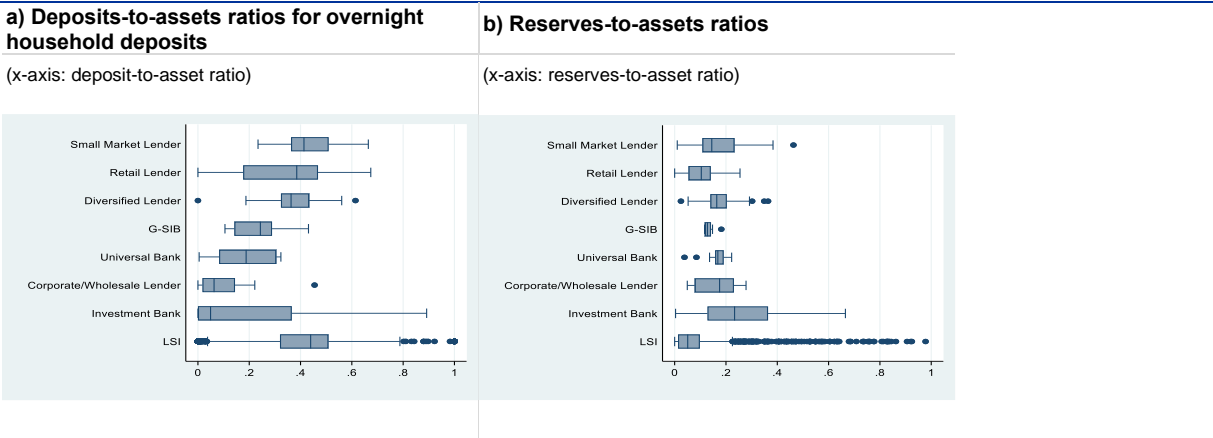 a) Deposits-to-assets ratios for overnight
household deposits
(x-axis: deposit-to-asset ratio)
Small Market Lender
Retail Lender
Diversified Lender
G-SIB
Universal Bank
Corporate/Wholesale Lender
Investment Bank
LSI
0 .2 .4 .6 .8 1
b) Reserves-to-assets ratios
(x-axis: reserves-to-asset ratio)
Small Market Lender
Retail Lender
Diversified Lender
G-SIB
Universal Bank
Corporate/Wholesale Lender
Investment Bank
LSI
0 .2 .4 .6 .8 1